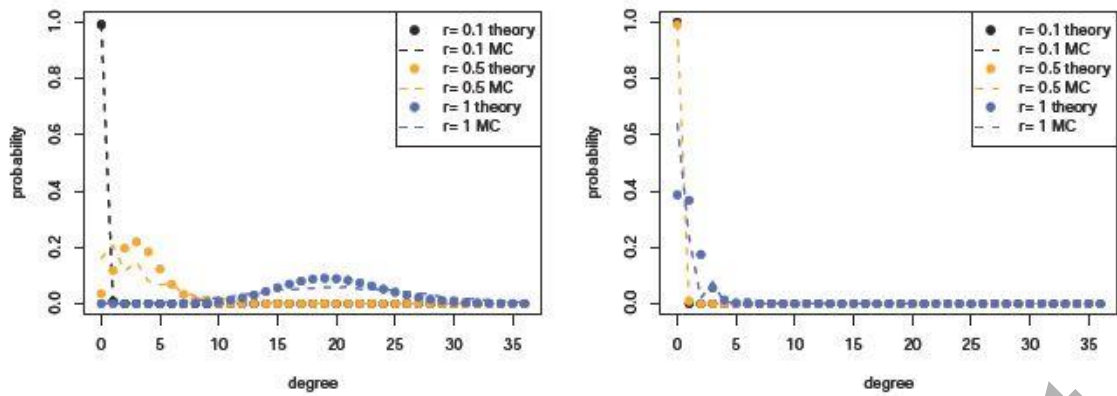 1.0
0.8
0.6
0.4
0.2
0.0
probability
0 5 10 15 20 25 30 35
degree
r= 0.1 theory
r= 0.1 MC
r= 0.5 theory
r= 0.5 MC
r= 1 theory
r= 1 MC
1.0
0.8
0.6
0.4
0.2
0.0
probability
0 5 10 15 20 25 30 35
degree
r= 0.1 theory
r= 0.1 MC
r= 0.5 theory
r= 0.5 MC
r= 1 theory
r= 1 MC